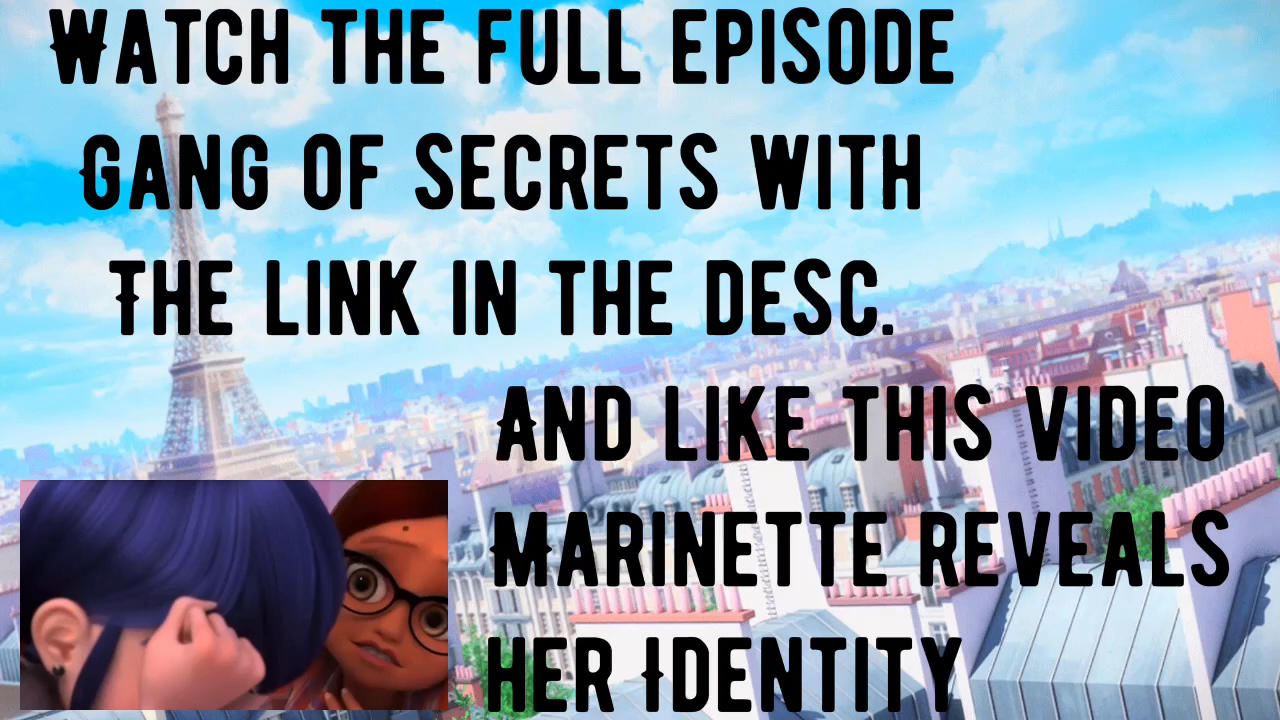 WATCH THE FULL EPISODE
GANG OF SECRETS WITH
THE LINK IN THE DESC.
AND LIKE THIS VIDEO
MARINETTE REVEALS
HER IDENTITY